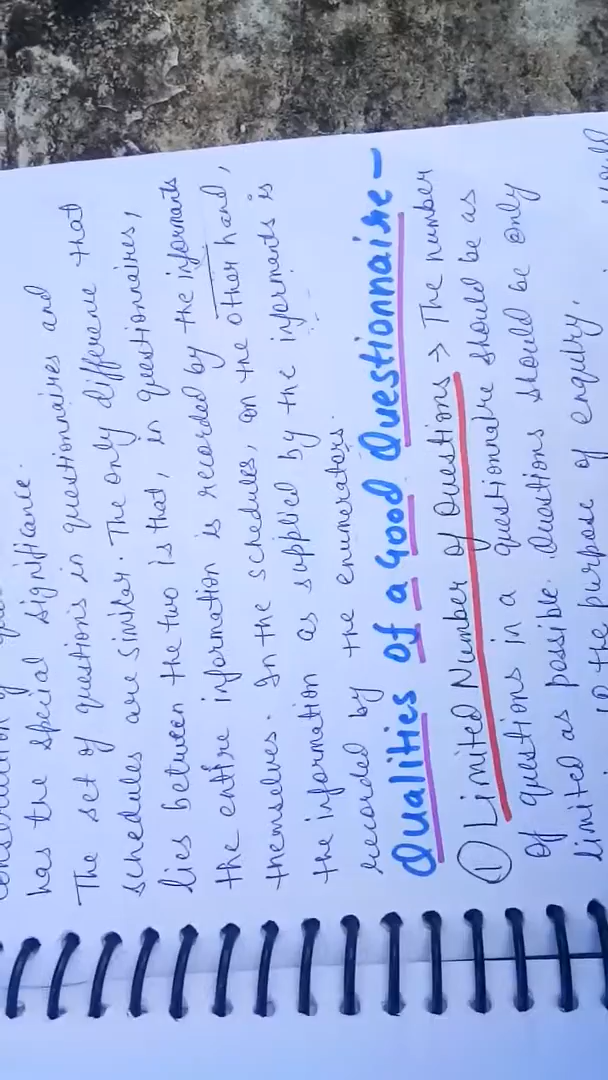 has the special significance.
The set of questions in questionnaires and
schedules are similar. The only difference that
lies between the two is that, in questionnaires,
the entire information is recorded by the informants
themselves. In the schedules, on the other hand,
the information as supplied by the informants is
recorded by the enumerators.
Qualities of a Good Questionnaire -
① Limited Number of Questions > The number
of questions in a questionnaire should be as
limited as possible. Questions should be only
the purpose of enquiry.